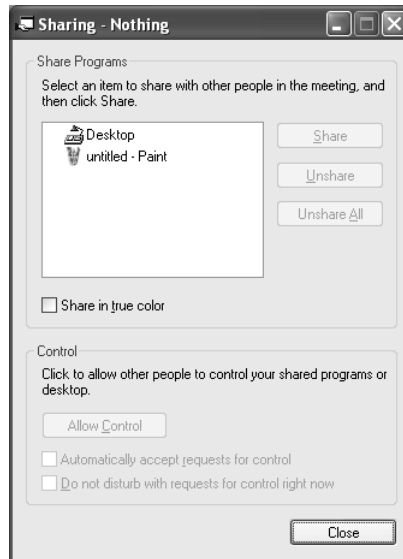 Sharing - Nothing
Share Programs
Select an item to share with other people in the meeting, and
then click Share.
Desktop
untitled - Paint
Share
Unshare
Unshare All
Share in true color
Control
Click to allow other people to control your shared programs or
desktop.
Allow Control
Automatically accept requests for control
Do not disturb with requests for control right now
Close